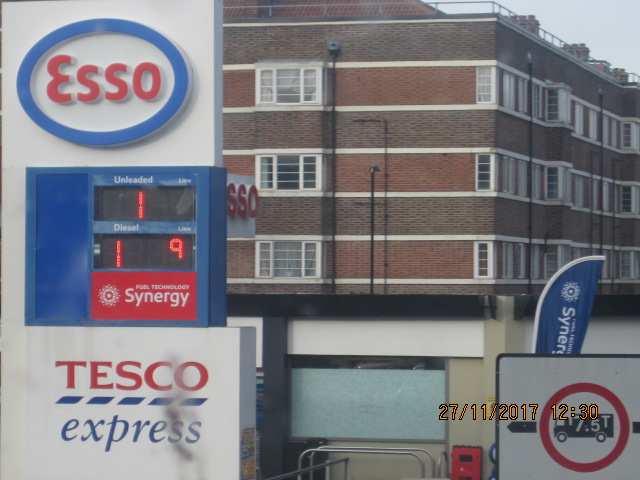 Esso
Unleaded Litre
1
Diesel Litre
1 9
FUEL TECHNOLOGY
Synergy
TESCO
express
sso
Synerg
7.5T
27/11/2017 12:30